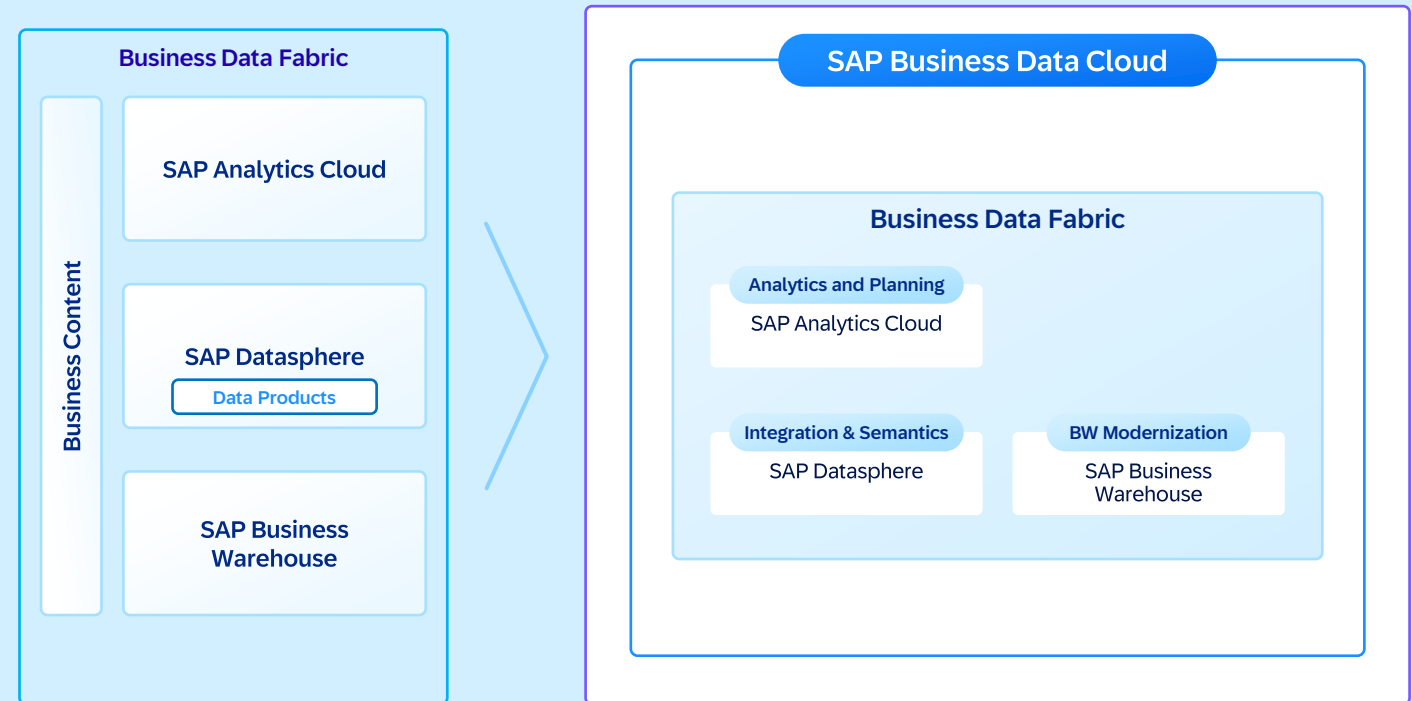 Business Data Fabric
Business Content
SAP Analytics Cloud
SAP Datasphere
Data Products
SAP Business
Warehouse
SAP Business Data Cloud
Business Data Fabric
Analytics and Planning
SAP Analytics Cloud
Integration & Semantics
SAP Datasphere
BW Modernization
SAP Business
Warehouse